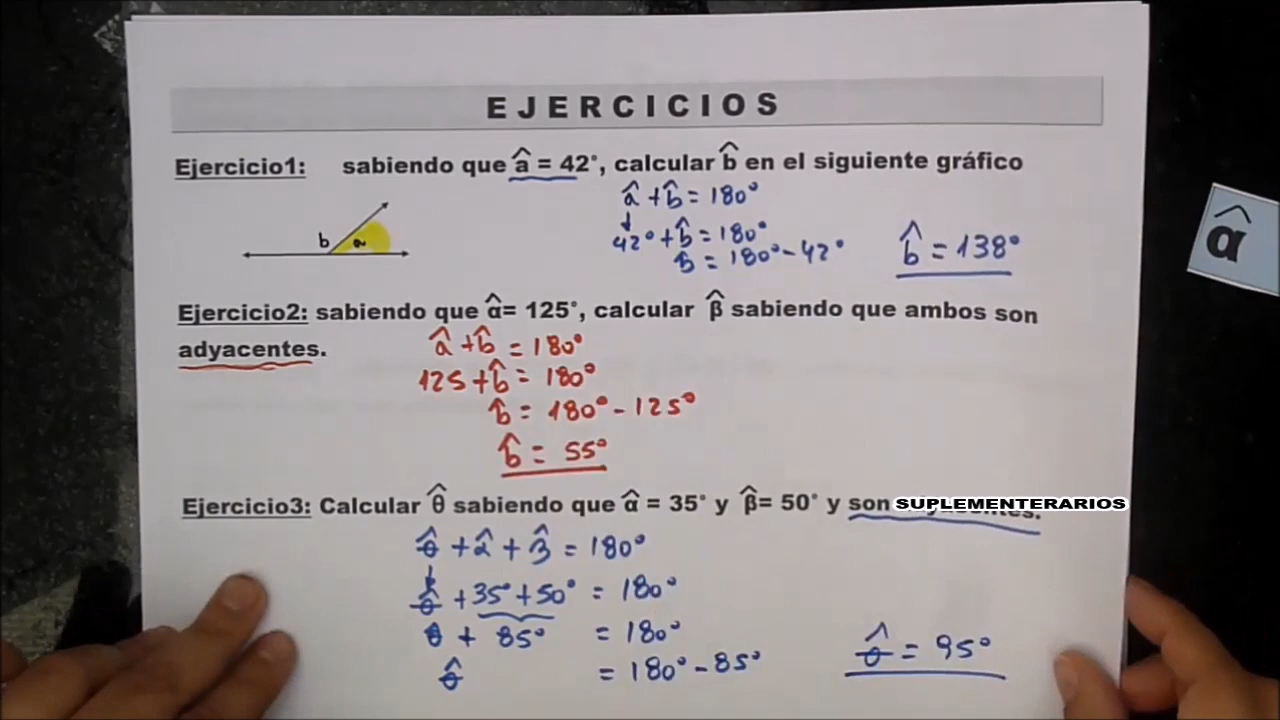 EJERCICIOS
Ejercicio1: sabiendo que â = 42°, calcular b̂ en el siguiente gráfico
b a
â + b̂ = 180°
42° + b̂ = 180°
b̂ = 180° - 42°
b̂ = 138°
α̂
Ejercicio2: sabiendo que α̂= 125°, calcular β̂ sabiendo que ambos son
adyacentes.
â + b̂ = 180°
125 + b̂ = 180°
b̂ = 180° - 125°
b̂ = 55°
Ejercicio3: Calcular θ̂ sabiendo que α̂ = 35° y β̂= 50° y son SUPLEMENTERARIOS
θ̂ + α̂ + β̂ = 180°
θ̂ + 35° + 50° = 180°
θ + 85° = 180°
θ̂ = 180° - 85°
θ̂ = 95°